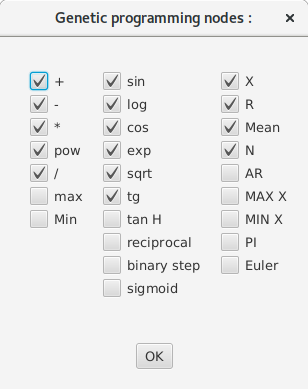 Genetic programming nodes :
+ sin X
- log R
* cos Mean
pow exp N
/ sqrt AR
max tg MAX X
Min tan H MIN X
reciprocal PI
binary step Euler
sigmoid
OK